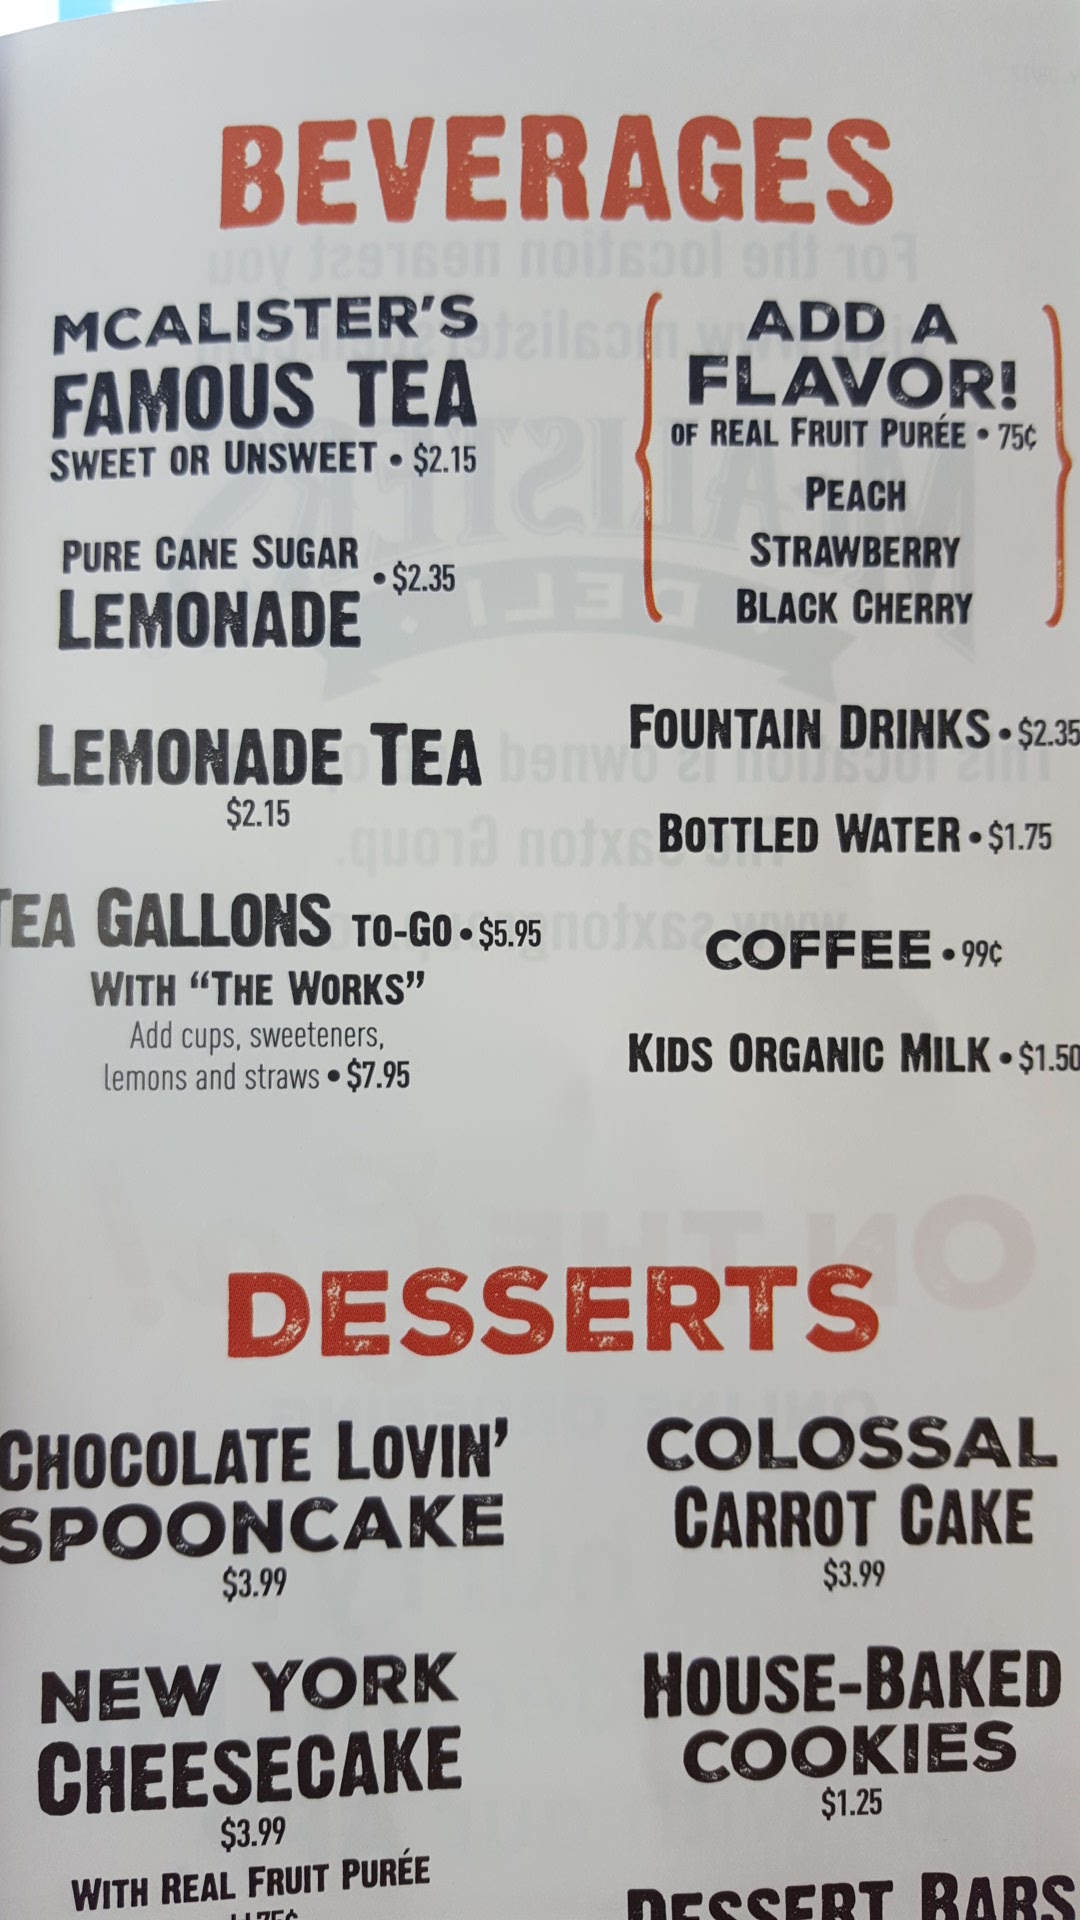 BEVERAGES
MCALISTER'S
FAMOUS TEA
SWEET OR UNSWEET • $2.15
PURE CANE SUGAR
LEMONADE • $2.35
LEMONADE TEA
$2.15
TEA GALLONS TO-GO • $5.95
WITH "THE WORKS"
Add cups, sweeteners,
lemons and straws • $7.95
ADD A
FLAVOR!
OF REAL FRUIT PURÉE • 75¢
PEACH
STRAWBERRY
BLACK CHERRY
FOUNTAIN DRINKS • $2.35
BOTTLED WATER • $1.75
COFFEE • 99¢
KIDS ORGANIC MILK • $1.50
DESSERTS
CHOCOLATE LOVIN'
SPOONCAKE
$3.99
NEW YORK
CHEESECAKE
$3.99
WITH REAL FRUIT PURÉE
COLOSSAL
CARROT CAKE
$3.99
HOUSE-BAKED
COOKIES
$1.25
DESSERT BARS